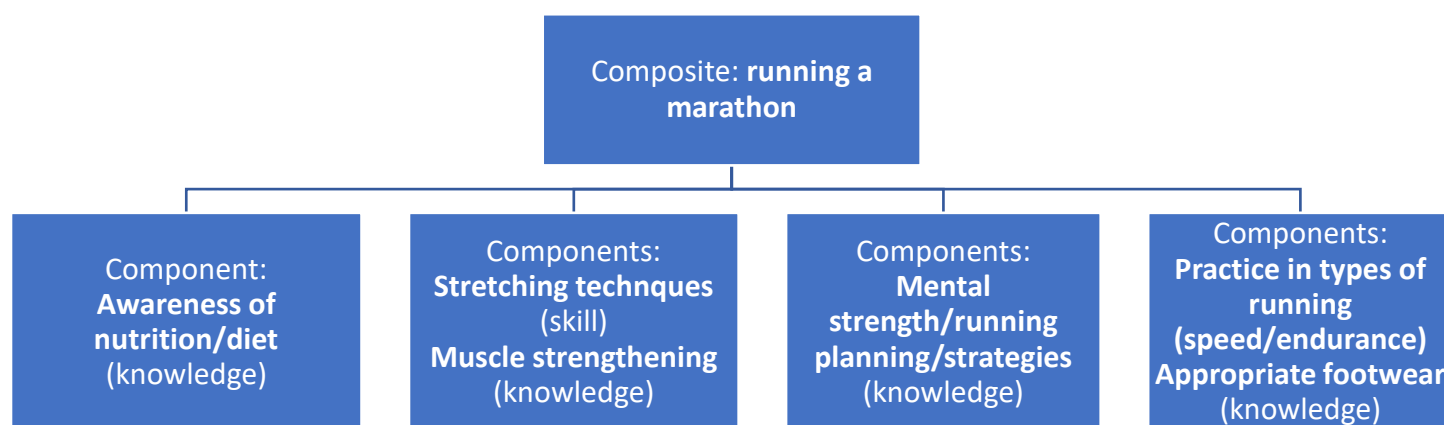 Composite: running a
marathon
Component:
Awareness of
nutrition/diet
(knowledge)
Components:
Stretching technques
(skill)
Muscle strengthening
(knowledge)
Components:
Mental
strength/running
planning/strategies
(knowledge)
Components:
Practice in types of
running
(speed/endurance)
Appropriate footwear
(knowledge)